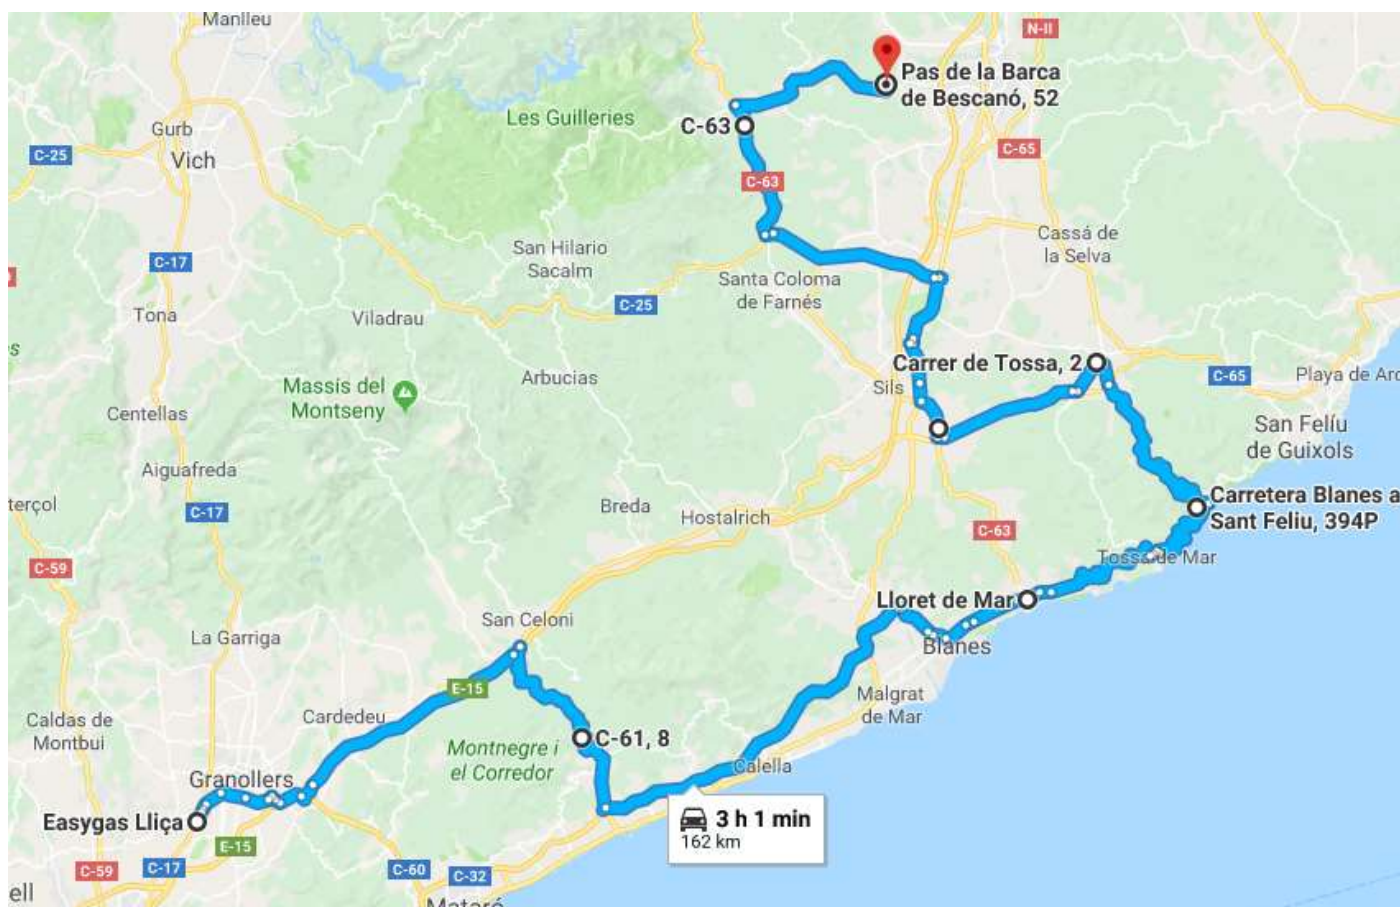 Manlleu
N-II
Pas de la Barca
de Bescanó, 52
Les Guilleries
C-63
Gurb
C-25
Vich
C-65
C-63
Cassá de
la Selva
San Hilario
Sacalm
C-17
Santa Coloma
de Farnés
C-25
Tona
Viladrau
s
Carrer de Tossa, 2
C-65
Playa de Arc
Arbucias
Sils
Massís del
Montseny
Centellas
San Felíu
de Guixols
Aiguafreda
terçol
C-17
Breda
Hostalrich
Carretera Blanes a
Sant Feliu, 394P
C-63
C-59
Tossa de Mar
Lloret de Mar
San Celoni
La Garriga
Blanes
E-15
Malgrat
de Mar
Cardedeu
Caldas de
Montbui
C-61, 8
Montnegre i
el Corredor
Calella
Granollers
Easygas Lliça
3 h 1 min
162 km
E-15
C-59
C-17
C-60
C-32
ell
Mataró